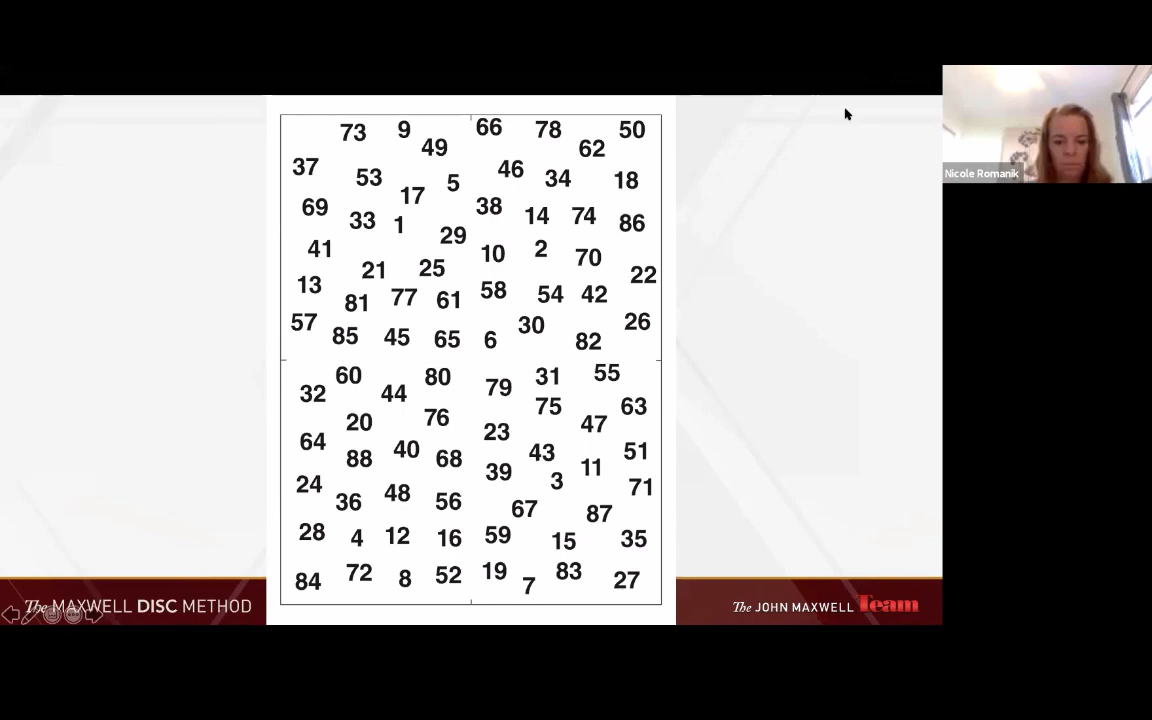 73 9 49 66 78 62 50
37 53 17 5 46 34 18
69 33 1 29 38 14 74 86
41 21 25 10 2 70 22
13 81 77 61 58 54 42
57 85 45 65 6 30 82 26
32 60 44 80 79 31 55
20 76 75 47 63
64 88 40 68 23 43 11 51
24 36 48 56 39 3 71
67 87
28 4 12 16 59 15 35
84 72 8 52 19 7 83 27
Nicole Romanik
The MAXWELL DISC METHOD
The JOHN MAXWELL Team